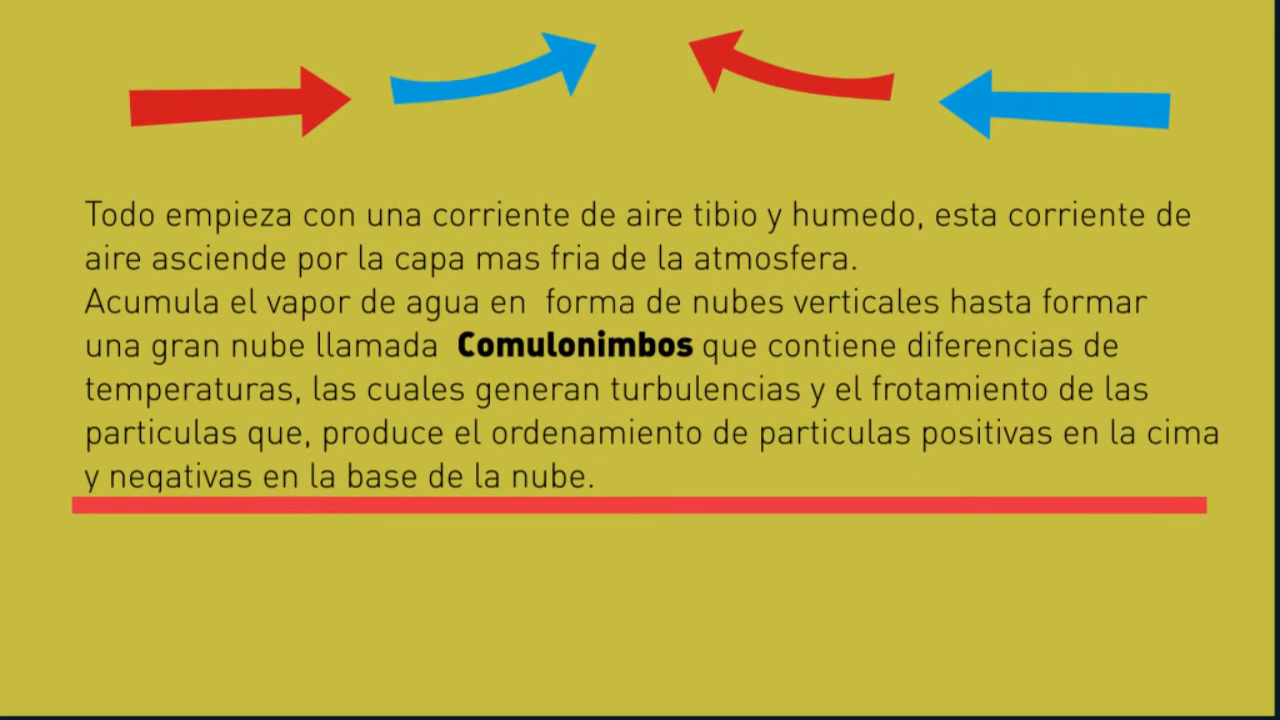 Todo empieza con una corriente de aire tibio y humedo, esta corriente de
aire asciende por la capa mas fria de la atmosfera.
Acumula el vapor de agua en  forma de nubes verticales hasta formar
una gran nube llamada  Comulonimbos que contiene diferencias de
temperaturas, las cuales generan turbulencias y el frotamiento de las
particulas que, produce el ordenamiento de particulas positivas en la cima
y negativas en la base de la nube.